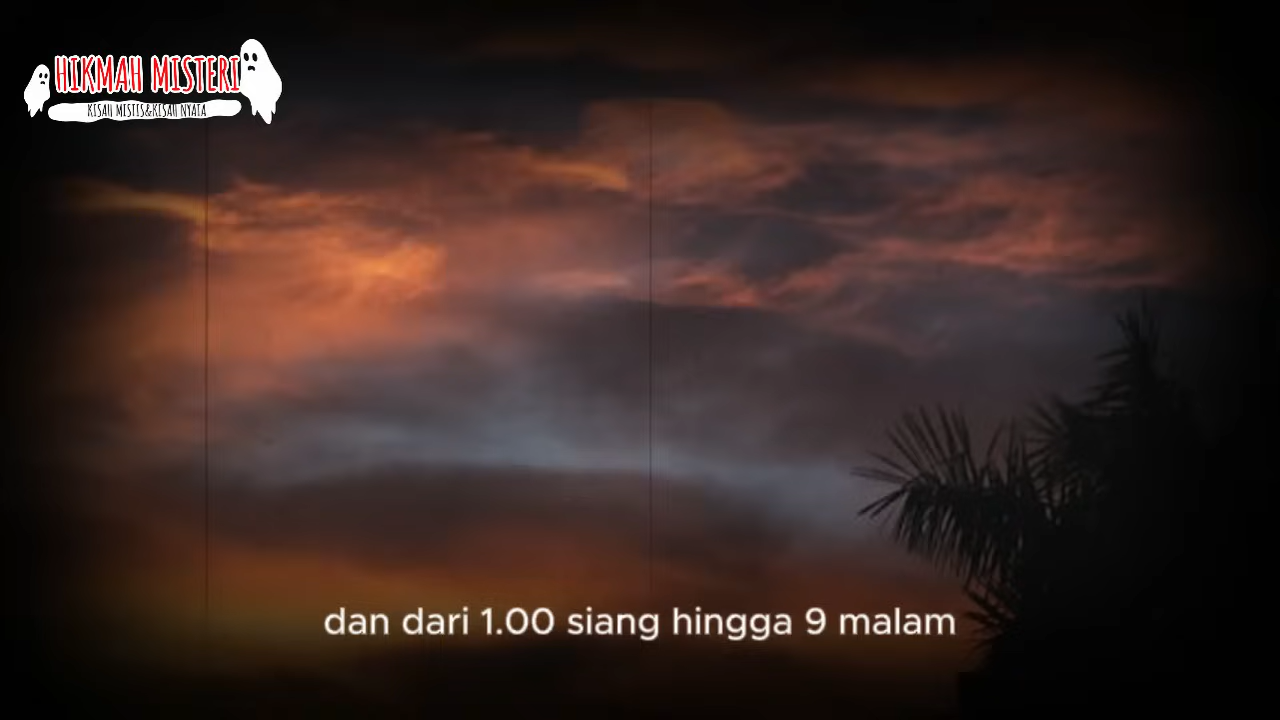 HIKMAH MISTERI
KISAH MISTIS&KISAH NYATA
dan dari 1.00 siang hingga 9 malam